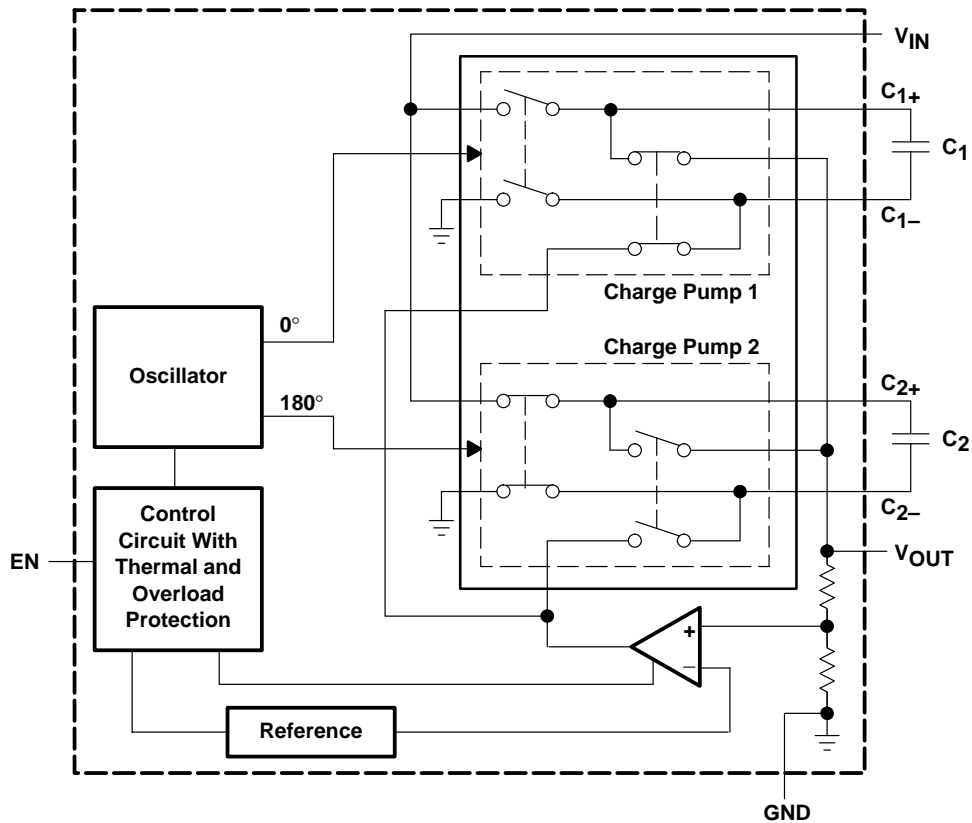 VIN
C1+
C1
C1–
Charge Pump 1
0°
Oscillator
180°
Charge Pump 2
C2+
C2
C2–
VOUT
EN
Control
Circuit With
Thermal and
Overload
Protection
+
–
Reference
GND